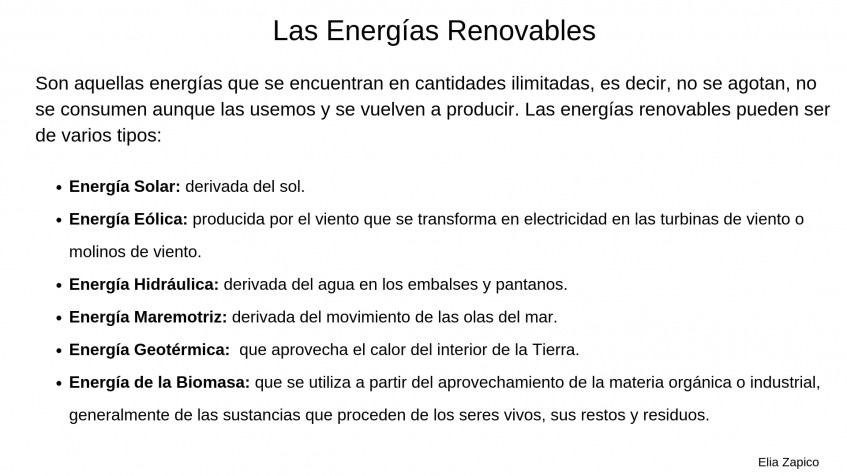 Las Energías Renovables
Son aquellas energías que se encuentran en cantidades ilimitadas, es decir, no se agotan, no
se consumen aunque las usemos y se vuelven a producir. Las energías renovables pueden ser
de varios tipos:
• Energía Solar: derivada del sol.
• Energía Eólica: producida por el viento que se transforma en electricidad en las turbinas de viento o
molinos de viento.
• Energía Hidráulica: derivada del agua en los embalses y pantanos.
• Energía Maremotriz: derivada del movimiento de las olas del mar.
• Energía Geotérmica:  que aprovecha el calor del interior de la Tierra.
• Energía de la Biomasa: que se utiliza a partir del aprovechamiento de la materia orgánica o industrial,
generalmente de las sustancias que proceden de los seres vivos, sus restos y residuos.
Elia Zapico